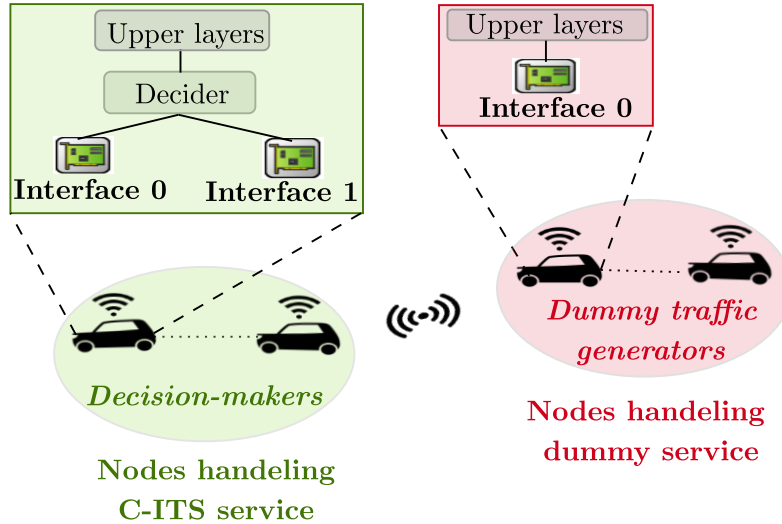 Upper layers
Decider
Interface 0
Interface 1
Decision-makers
Nodes handeling
C-ITS service
Upper layers
Interface 0
Dummy traffic
generators
Nodes handeling
dummy service